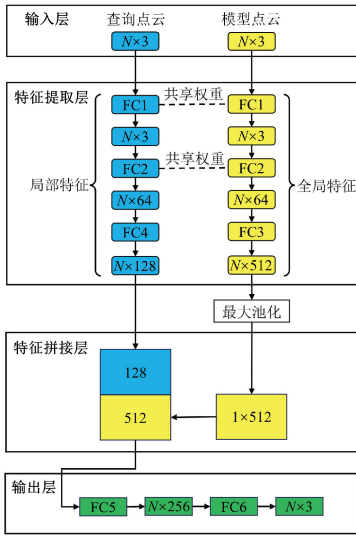 输入层
查询点云
模型点云
N×3
N×3
特征提取层
FC1
共享权重
FC1
N×3
N×3
FC2
共享权重
FC2
局部特征
全局特征
N×64
N×64
FC4
FC3
N×128
N×512
最大池化
特征拼接层
128
512
1×512
输出层
FC5
N×256
FC6
N×3